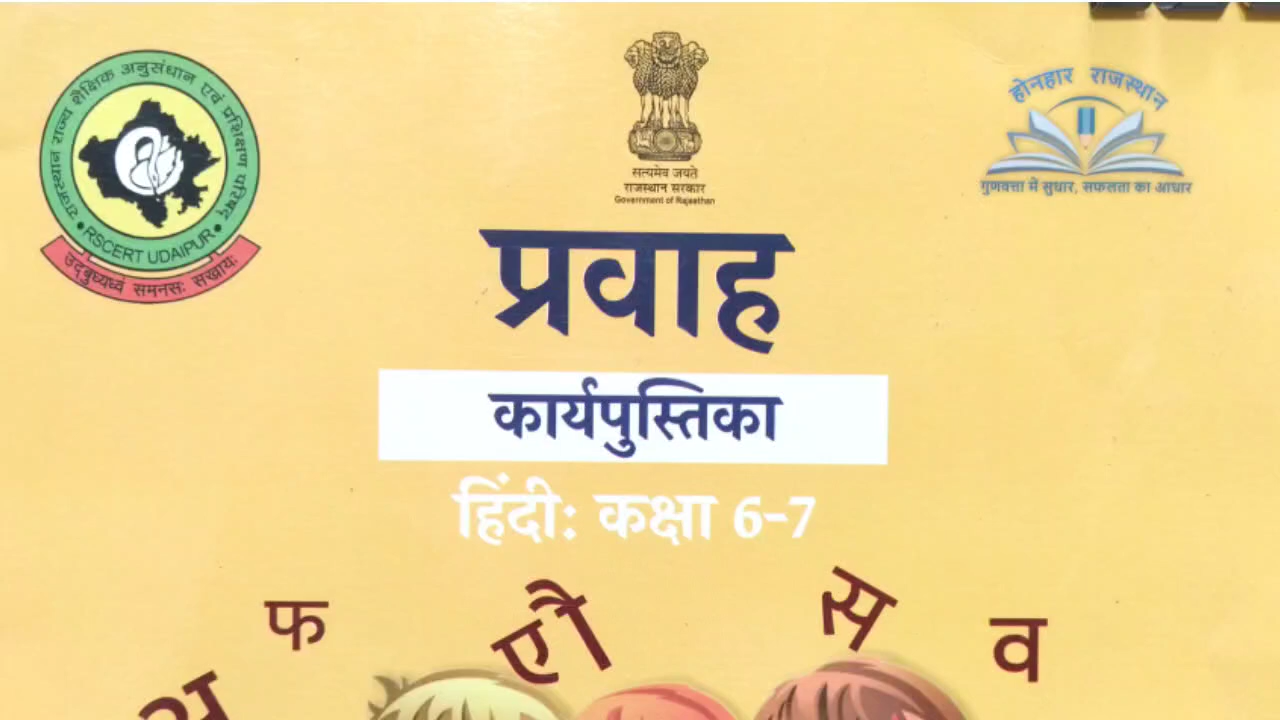 राजस्थान राज्य शैक्षिक अनुसंधान एवं प्रशिक्षण परिषद्
• RSCERT UDAIPUR •
उद्बुध्यध्वं समनसः सखायः
सत्यमेव जयते
राजस्थान सरकार
Government of Rajasthan
होनहार राजस्थान
गुणवत्ता में सुधार, सफलता का आधार
प्रवाह
कार्यपुस्तिका
हिंदी: कक्षा 6-7
फ एौ स व
अ